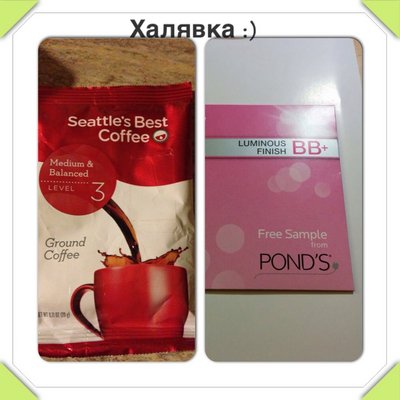 Халявка :)
Seattle's Best
Coffee
Medium &
Balanced
LEVEL 3
Ground
Coffee
LUMINOUS
FINISH BB+
Free Sample
from
POND'S